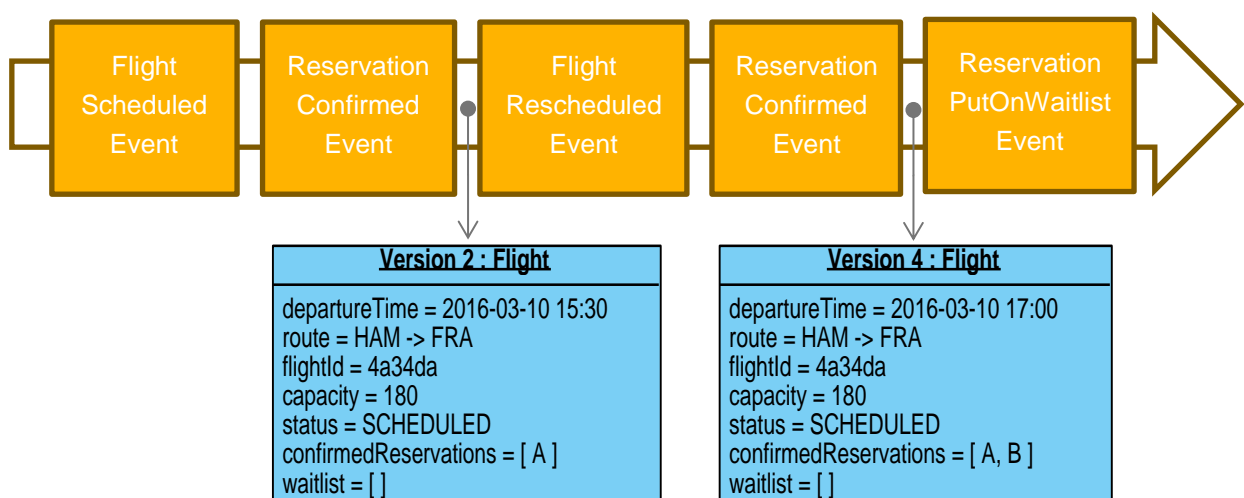 Flight
Scheduled
Event
Reservation
Confirmed
Event
Flight
Rescheduled
Event
Reservation
Confirmed
Event
Reservation
PutOnWaitlist
Event
Version 2 : Flight
departureTime = 2016-03-10 15:30
route = HAM -> FRA
flightId = 4a34da
capacity = 180
status = SCHEDULED
confirmedReservations = [ A ]
waitlist = [ ]
Version 4 : Flight
departureTime = 2016-03-10 17:00
route = HAM -> FRA
flightId = 4a34da
capacity = 180
status = SCHEDULED
confirmedReservations = [ A, B ]
waitlist = [ ]